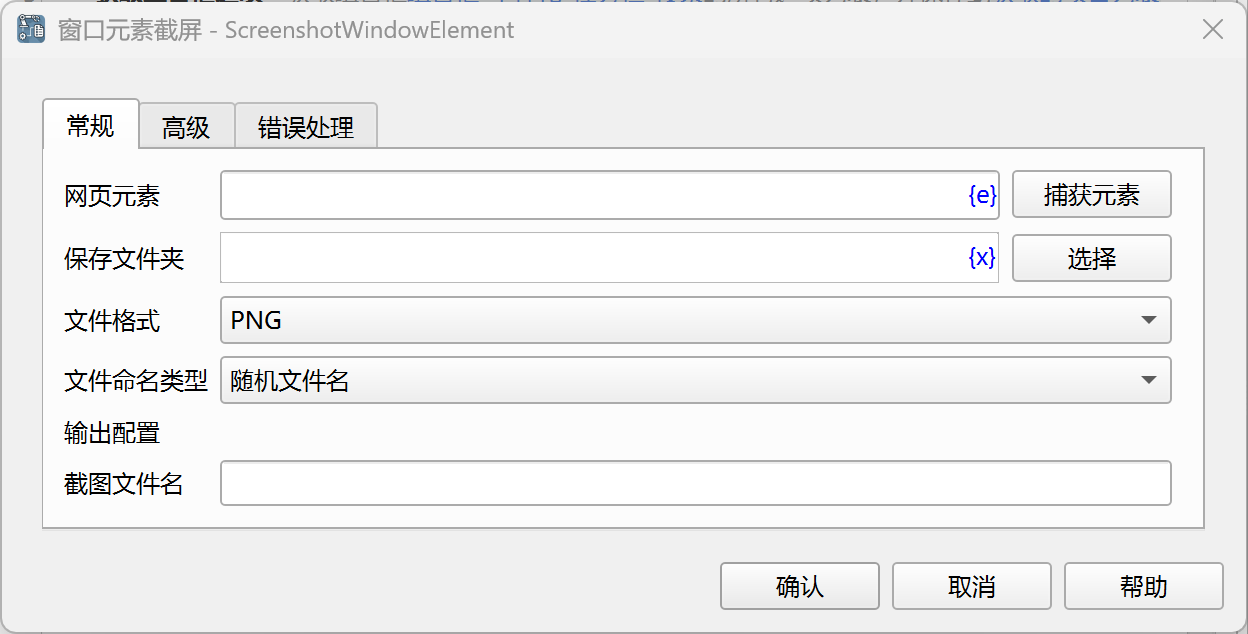 窗口元素截屏 - ScreenshotWindowElement
常规 高级 错误处理
网页元素 {e} 捕获元素
保存文件夹 {x} 选择
文件格式 PNG
文件命名类型 随机文件名
输出配置
截图文件名
确认 取消 帮助